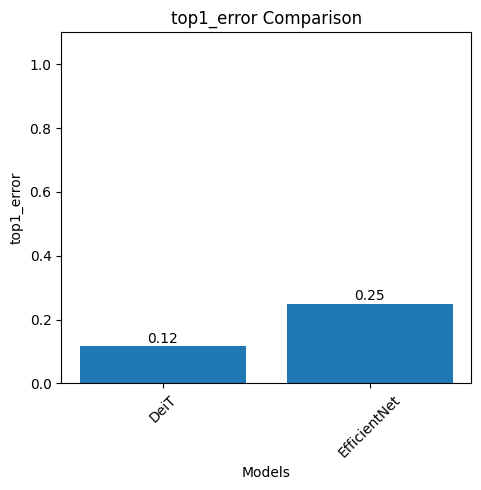 top1_error Comparison
1.0
0.8
0.6
0.4
0.2
0.0
top1_error
0.12
0.25
DeiT
EfficientNet
Models